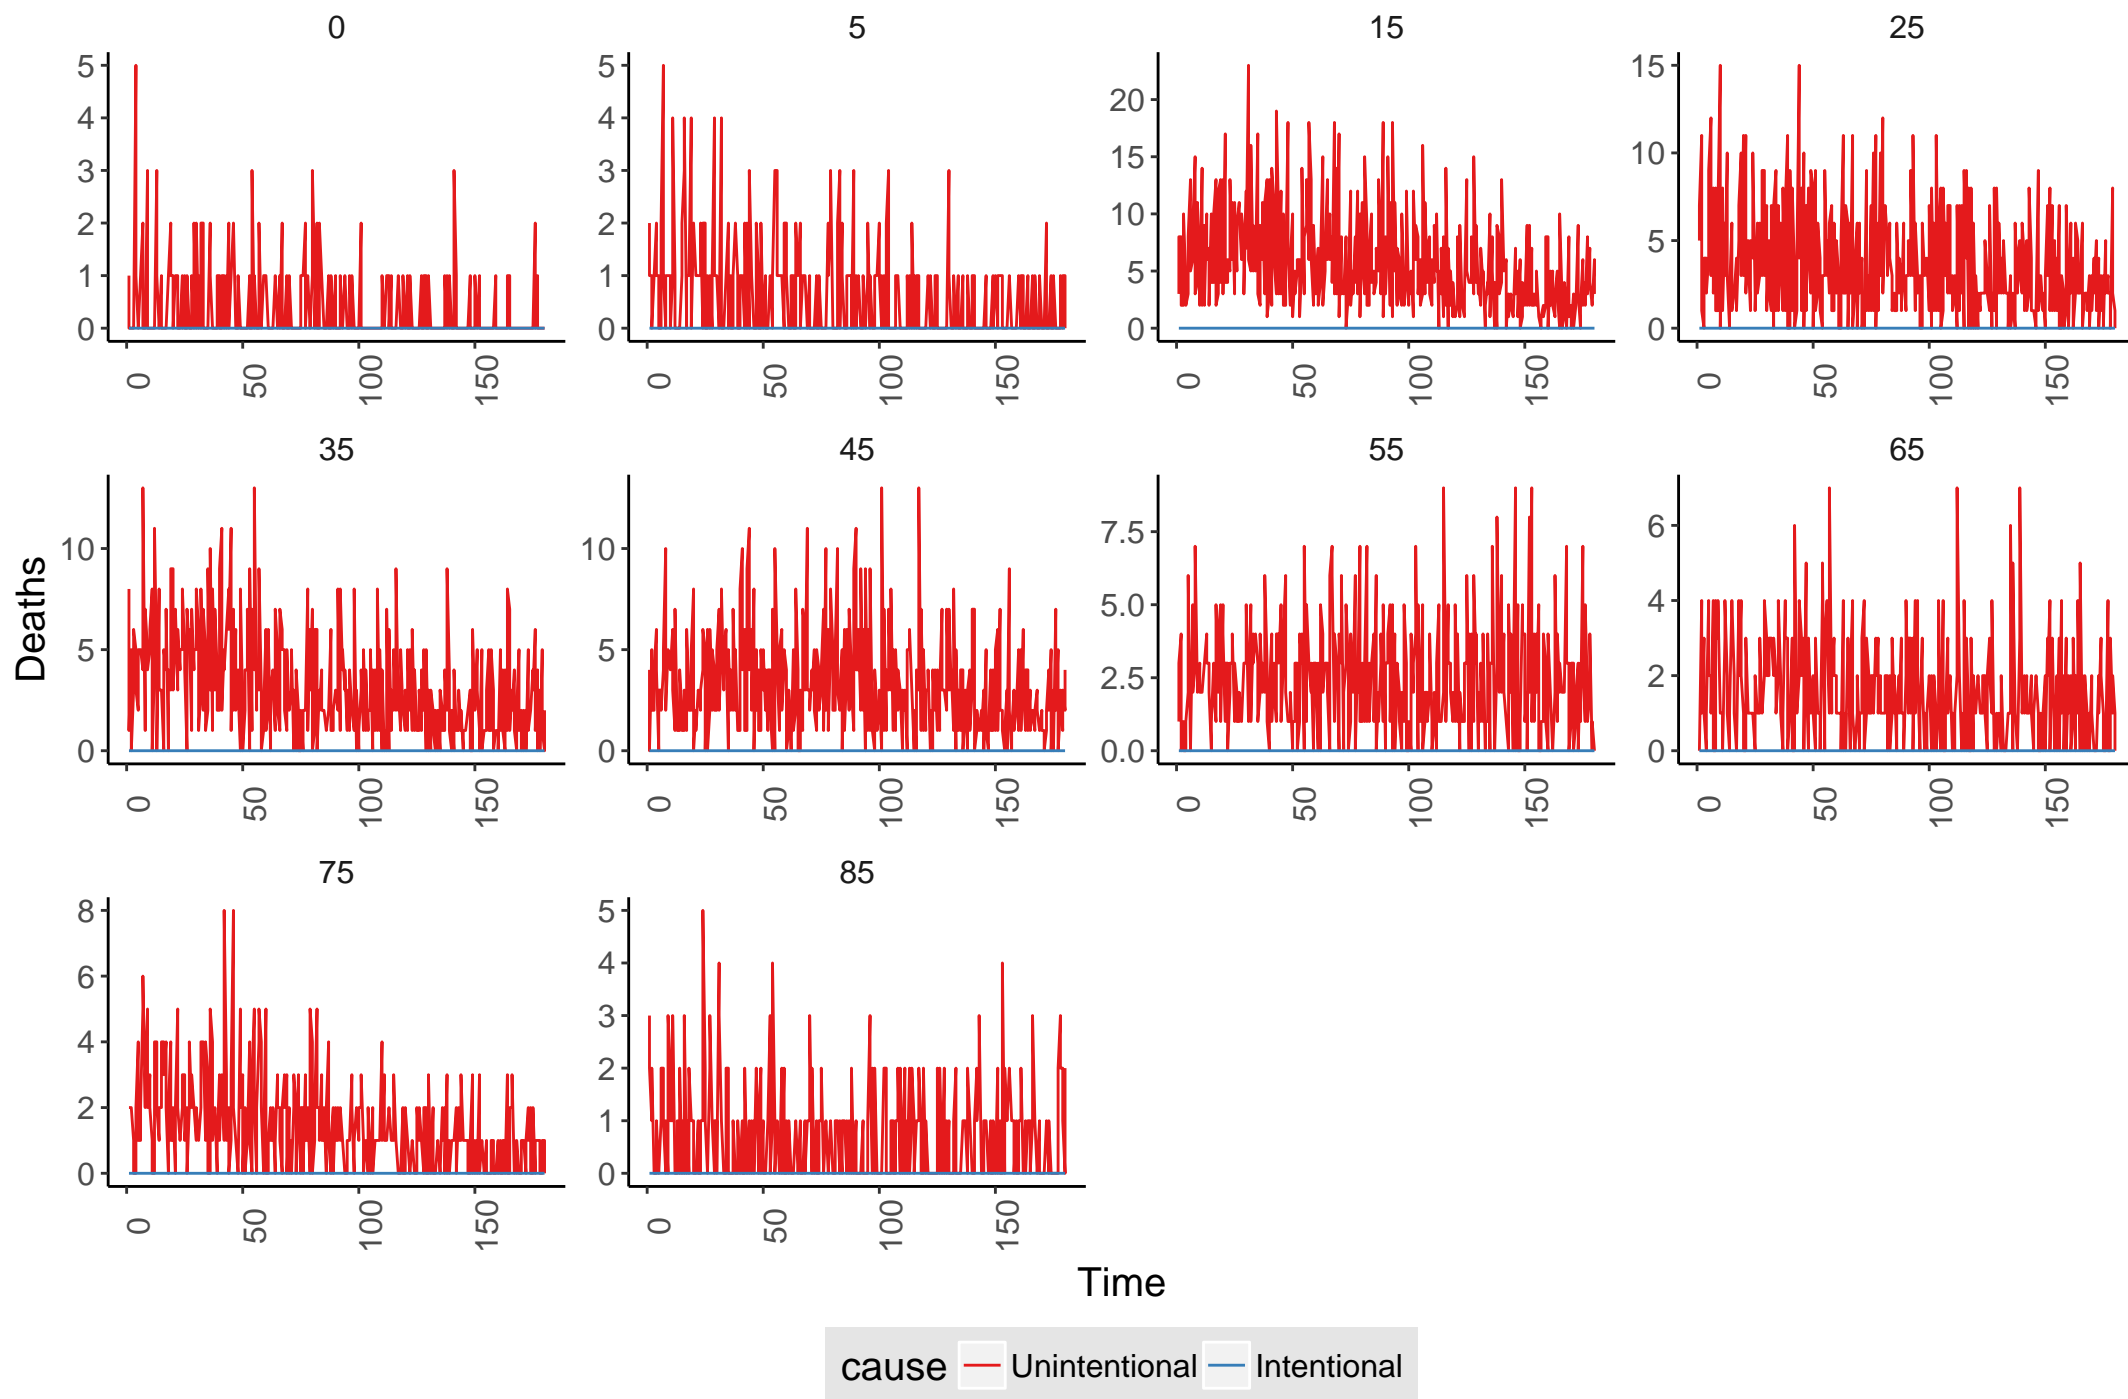 0 5 15 25
5 5 20 15
4 4 15 10
3 3 10 5
2 2 5 0
1 1 0
0 0
0 50 100 150 0 50 100 150 0 50 100 150 0 50 100 150
35 45 55 65
Deaths
10 10 7.5 6
5 5 5.0 4
0 0 2.5 2
0.0 0
0 50 100 150 0 50 100 150 0 50 100 150 0 50 100 150
75 85
8 5
6 4
4 3
2 2
0 1
0
0 50 100 150 0 50 100 150
Time
cause Unintentional Intentional